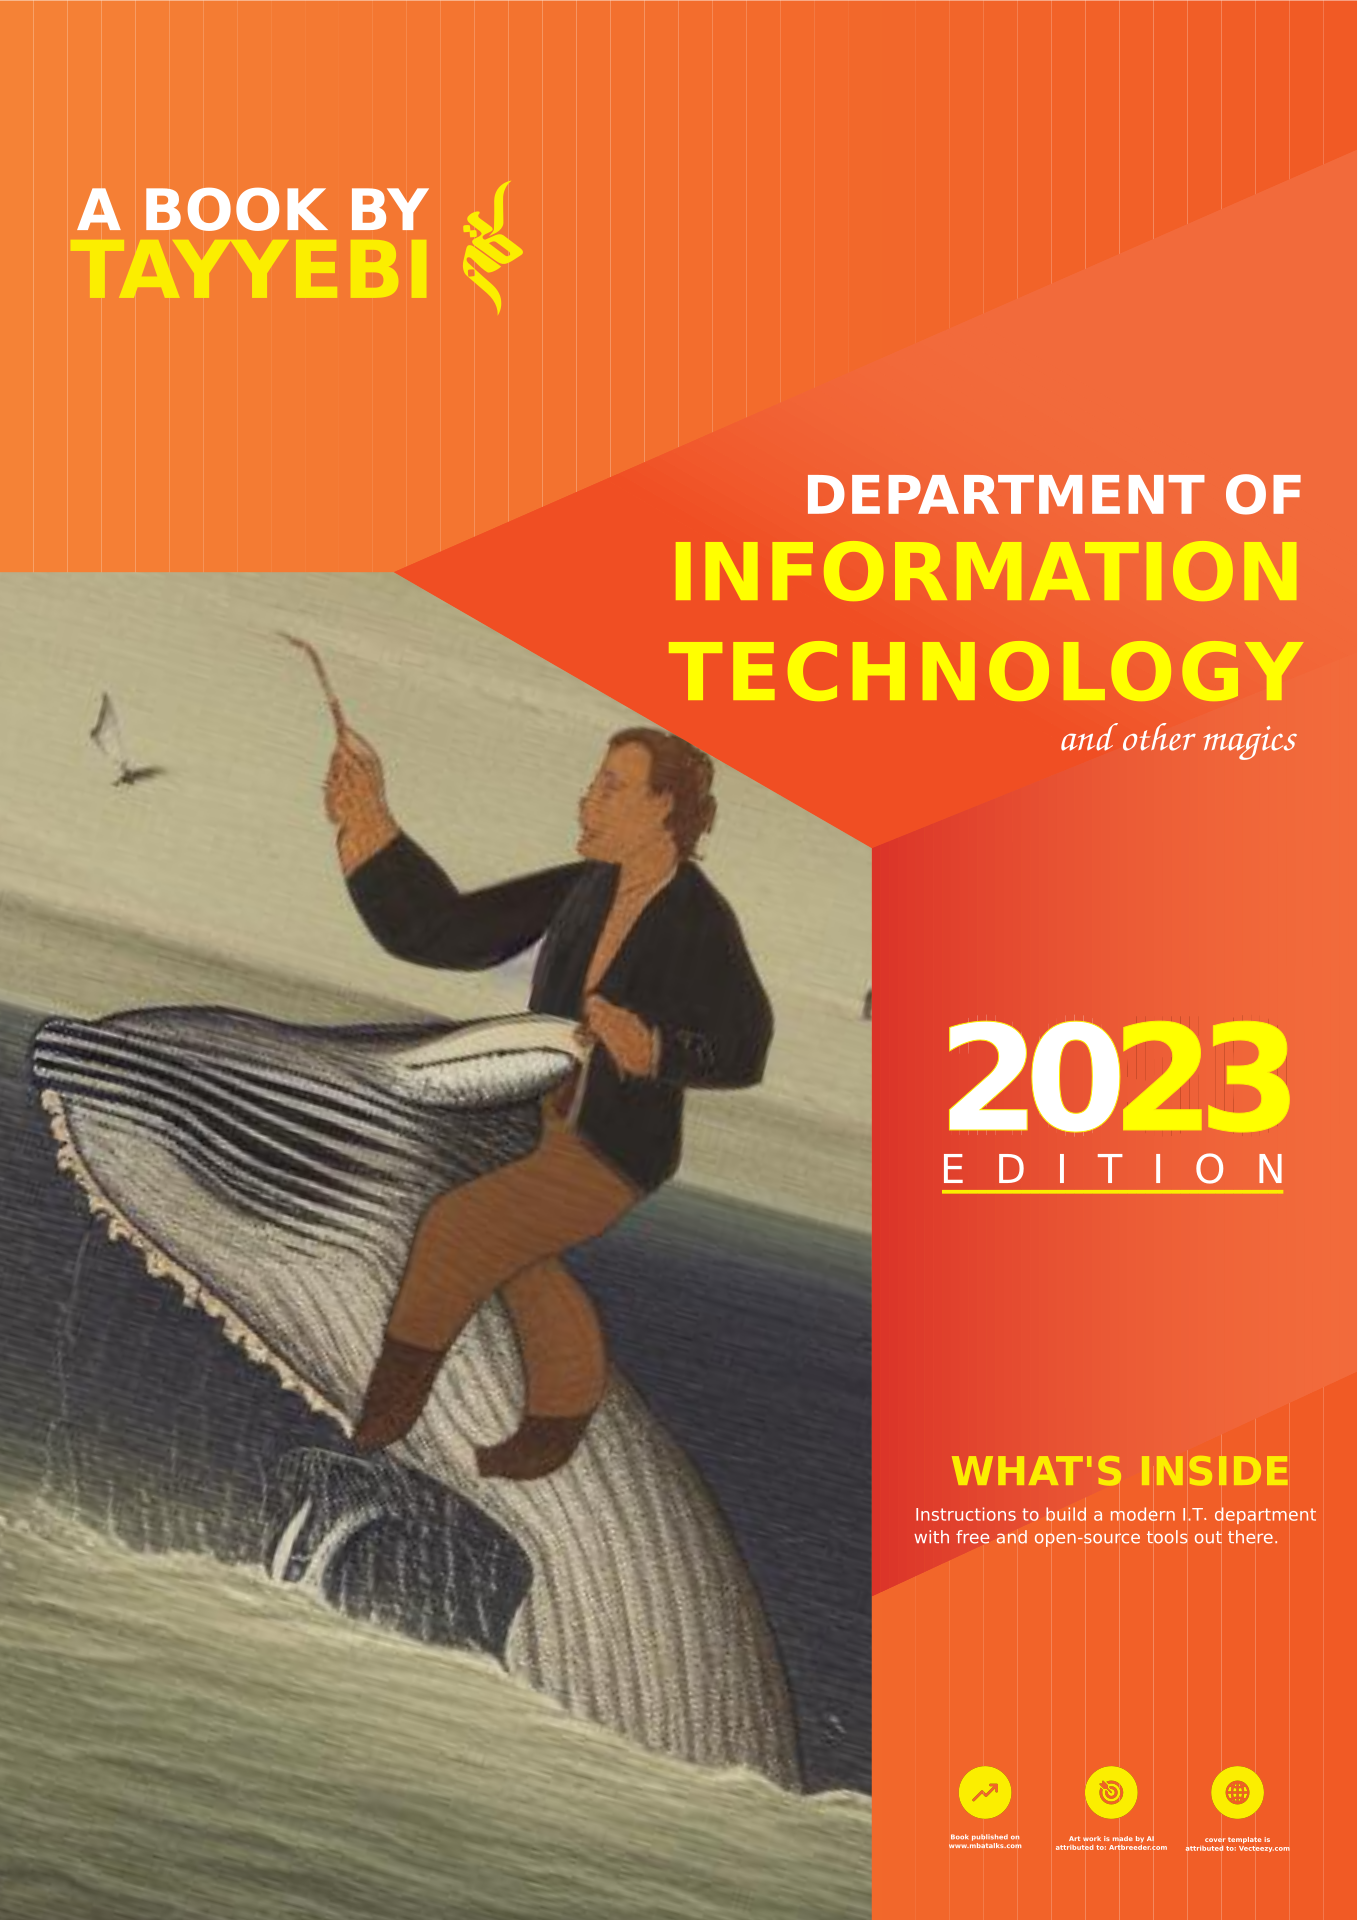 A BOOK BY
TAYYEBI
DEPARTMENT OF
INFORMATION
TECHNOLOGY
and other magics
2023
EDITION
WHAT'S INSIDE
Instructions to build a modern I.T. department
with free and open-source tools out there.
Book published on
www.mbatalks.com
Art work is made by AI
attributed to: Artbreeder.com
cover template is
attributed to: Vecteezy.com